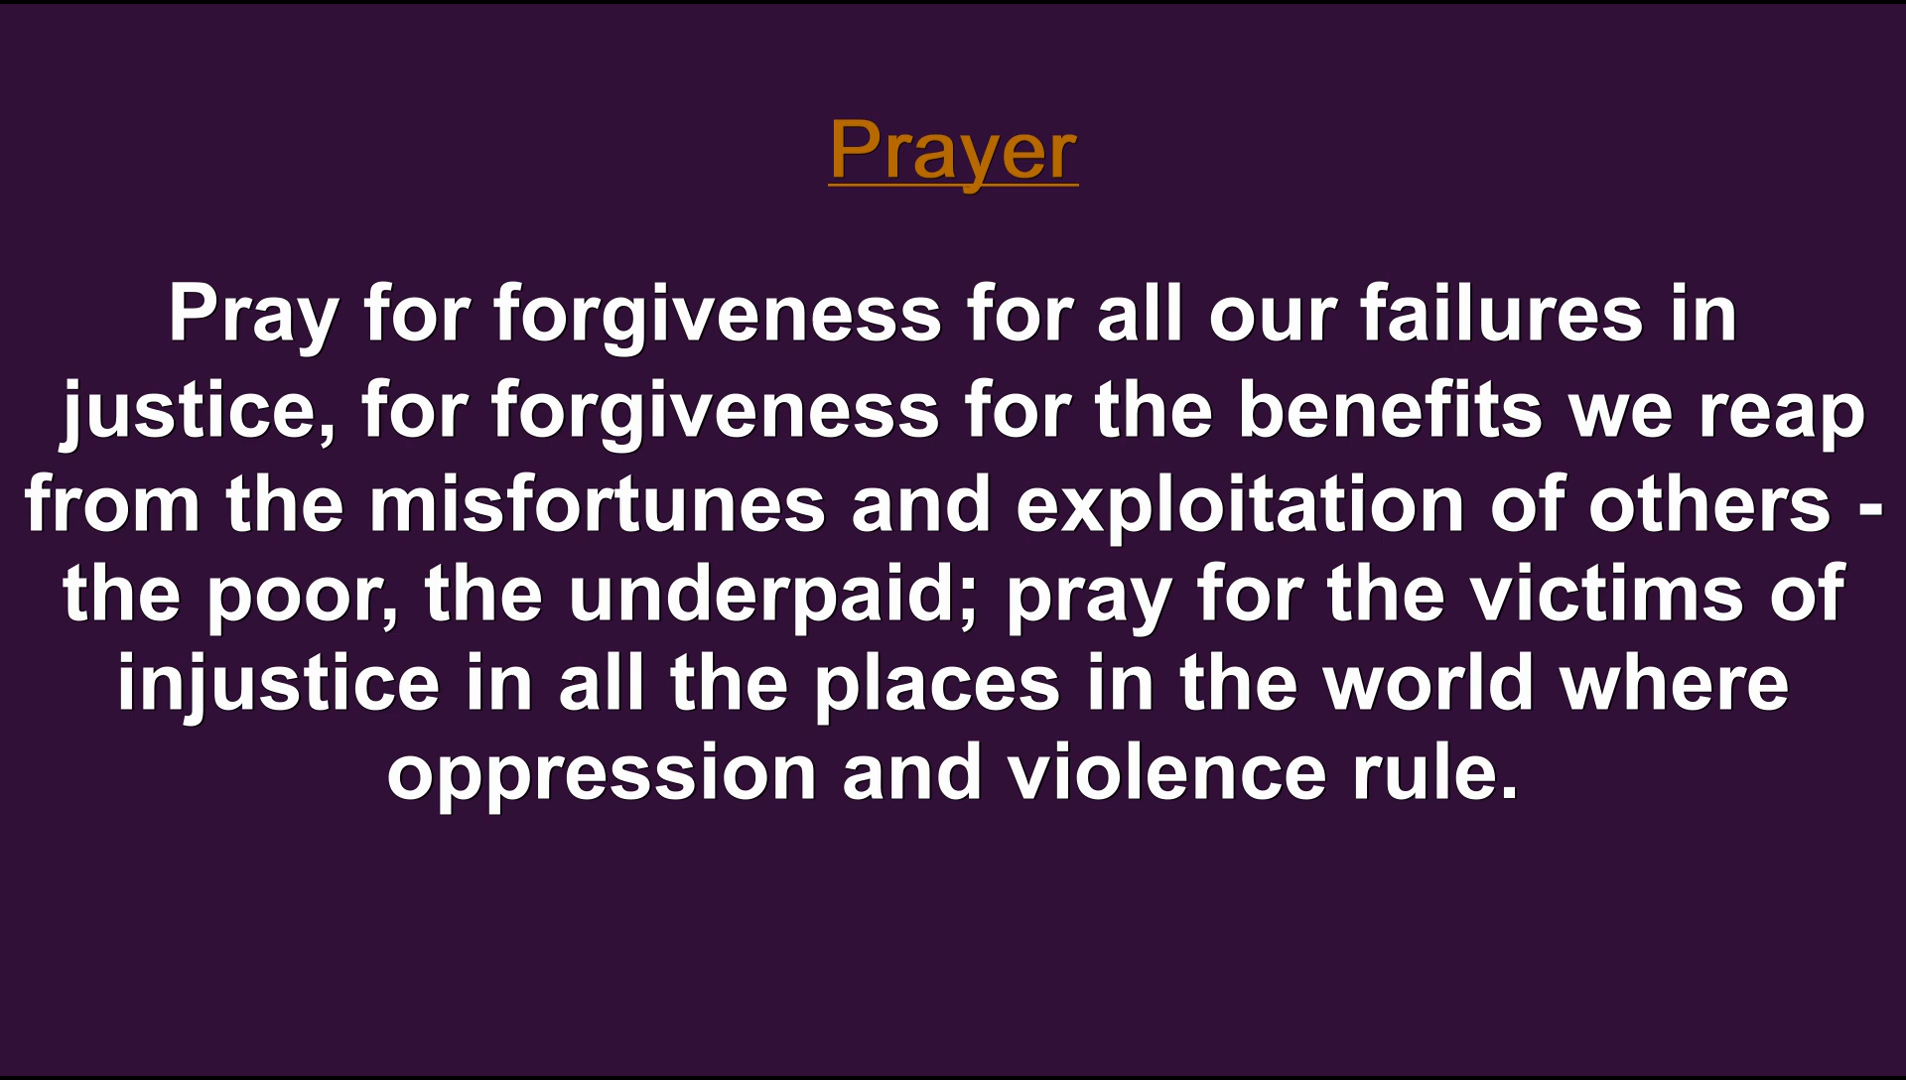 Prayer
Pray for forgiveness for all our failures in
justice, for forgiveness for the benefits we reap
from the misfortunes and exploitation of others -
the poor, the underpaid; pray for the victims of
injustice in all the places in the world where
oppression and violence rule.